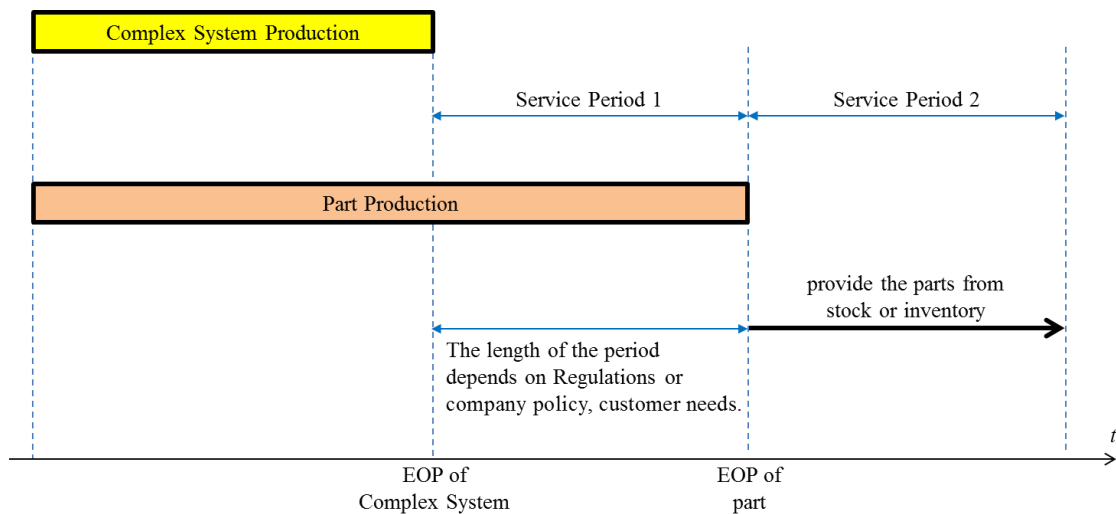 Complex System Production
Service Period 1
Service Period 2
Part Production
provide the parts from
stock or inventory
The length of the period
depends on Regulations or
company policy, customer needs.
t
EOP of
Complex System
EOP of
part